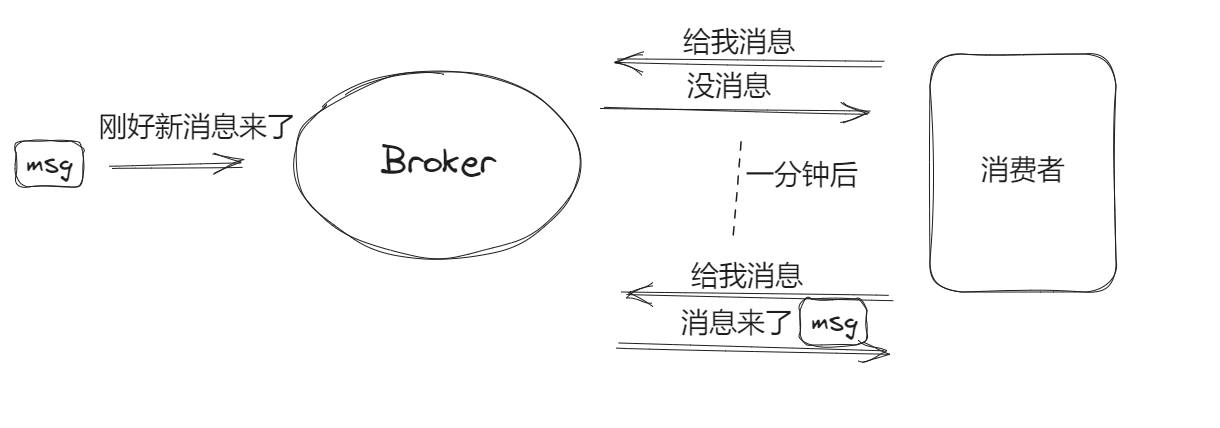 给我消息
没消息
刚好新消息来了
msg
Broker
一分钟后
消费者
给我消息
消息来了
msg